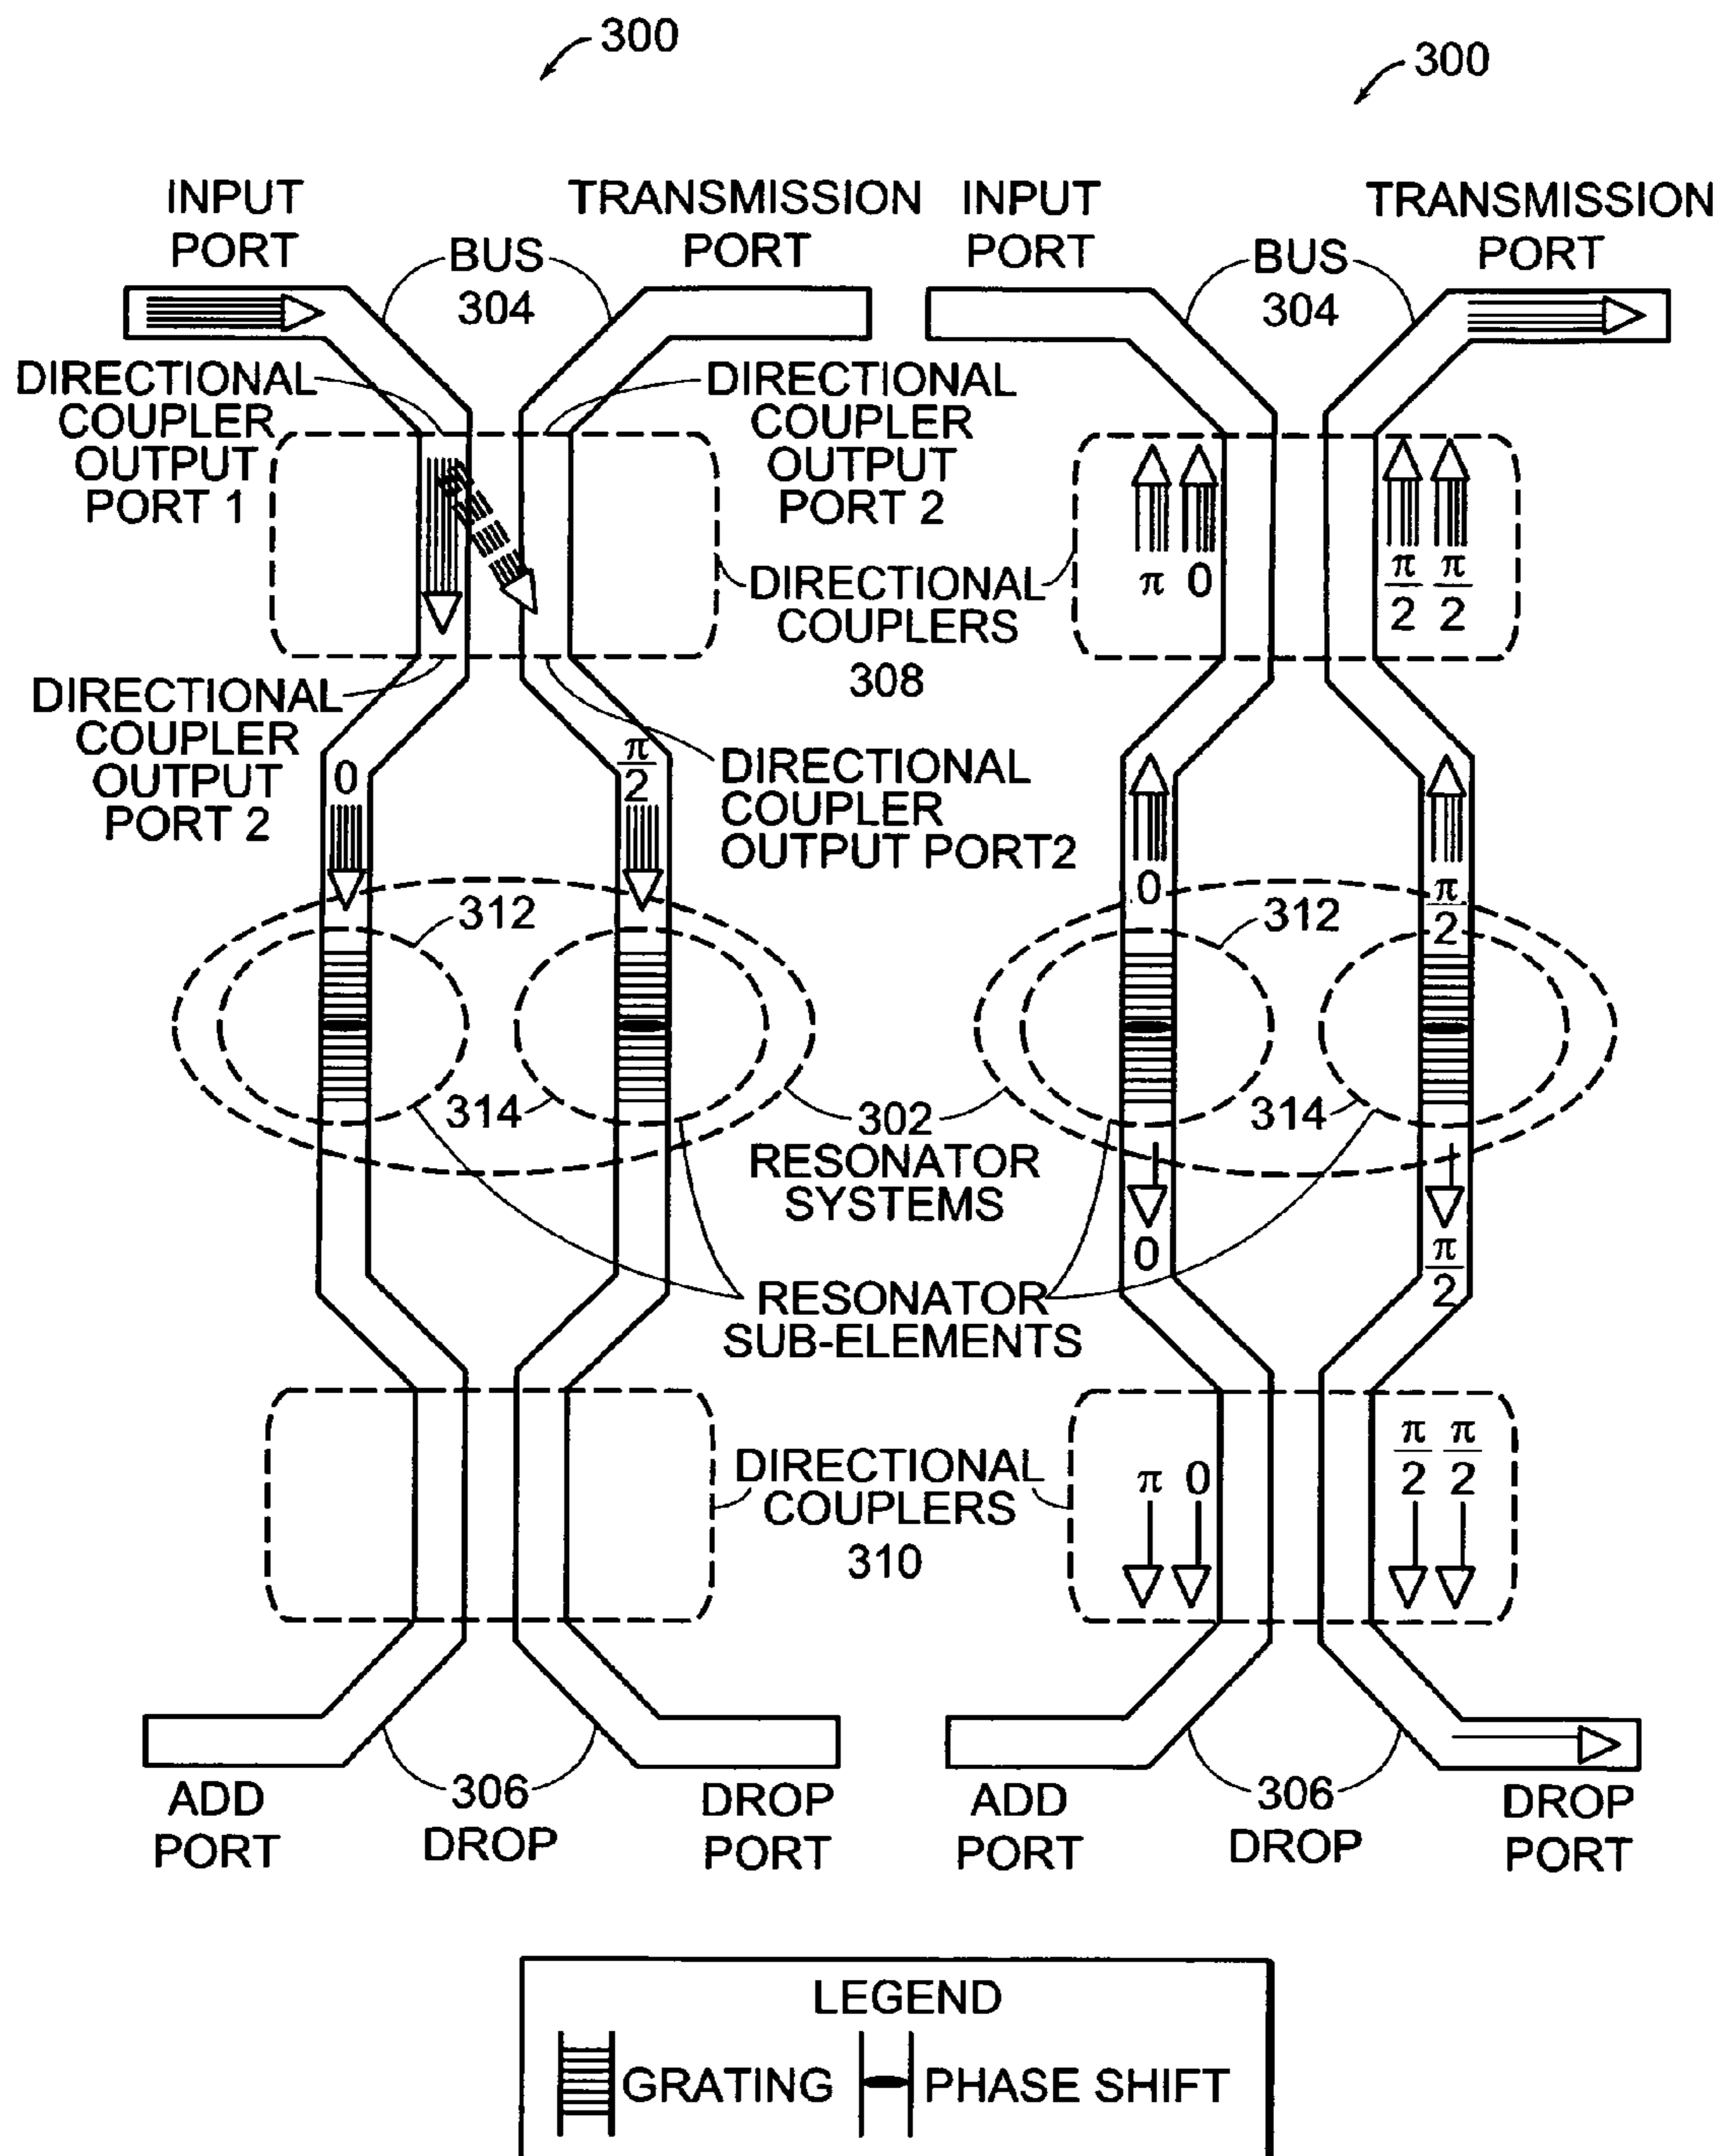 300
300
INPUT
PORT
TRANSMISSION
PORT
INPUT
PORT
TRANSMISSION
PORT
BUS
304
BUS
304
DIRECTIONAL
COUPLER
OUTPUT
PORT 1
DIRECTIONAL
COUPLER
OUTPUT
PORT 2
π 0
π/2 π/2
DIRECTIONAL
COUPLERS
308
DIRECTIONAL
COUPLER
OUTPUT
PORT 2
DIRECTIONAL
COUPLER
OUTPUT PORT2
0
π/2
0
π/2
312
312
314
314
302
RESONATOR
SYSTEMS
0
π/2
RESONATOR
SUB-ELEMENTS
DIRECTIONAL
COUPLERS
310
π 0
π/2 π/2
ADD
PORT
306
DROP
DROP
PORT
ADD
PORT
306
DROP
DROP
PORT
LEGEND
GRATING
PHASE SHIFT